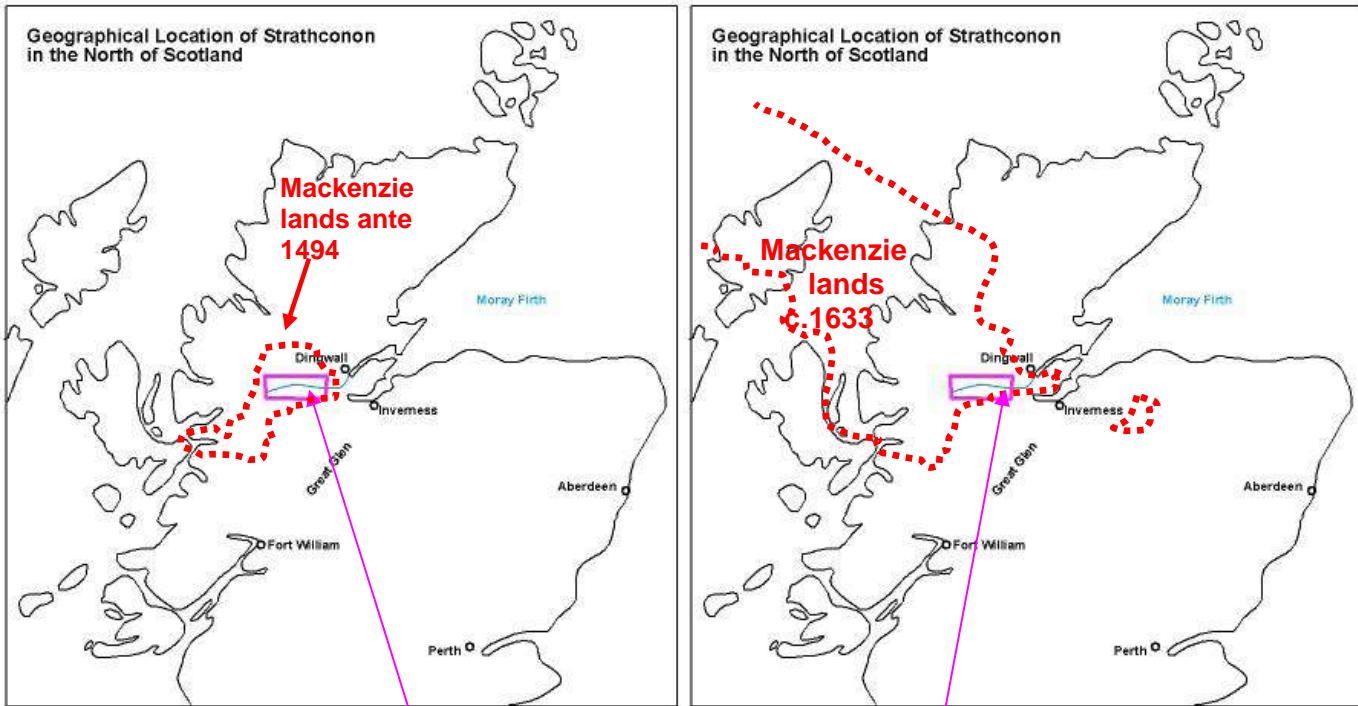 Geographical Location of Strathconon
in the North of Scotland
Mackenzie
lands ante
1494
Moray Firth
Dingwall
Inverness
Great Glen
Aberdeen
Fort William
Perth
Geographical Location of Strathconon
in the North of Scotland
Mackenzie
lands
c.1633
Moray Firth
Dingwall
Inverness
Great Glen
Aberdeen
Fort William
Perth